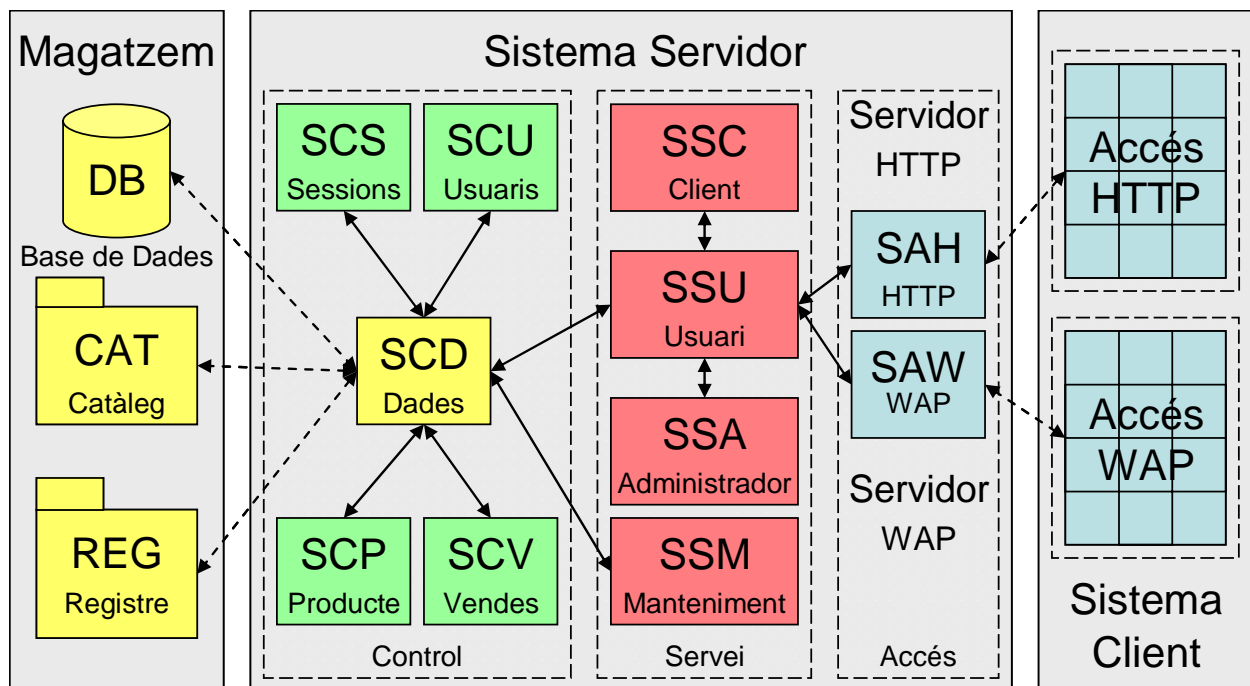 Magatzem
DB
Base de Dades
CAT
Catàleg
REG
Registre
Sistema Servidor
SCS
Sessions
SCU
Usuaris
SCD
Dades
SCP
Producte
SCV
Vendes
Control
SSC
Client
SSU
Usuari
SSA
Administrador
SSM
Manteniment
Servei
Servidor
HTTP
SAH
HTTP
SAW
WAP
Servidor
WAP
Accés
Accés
HTTP
Accés
WAP
Sistema
Client